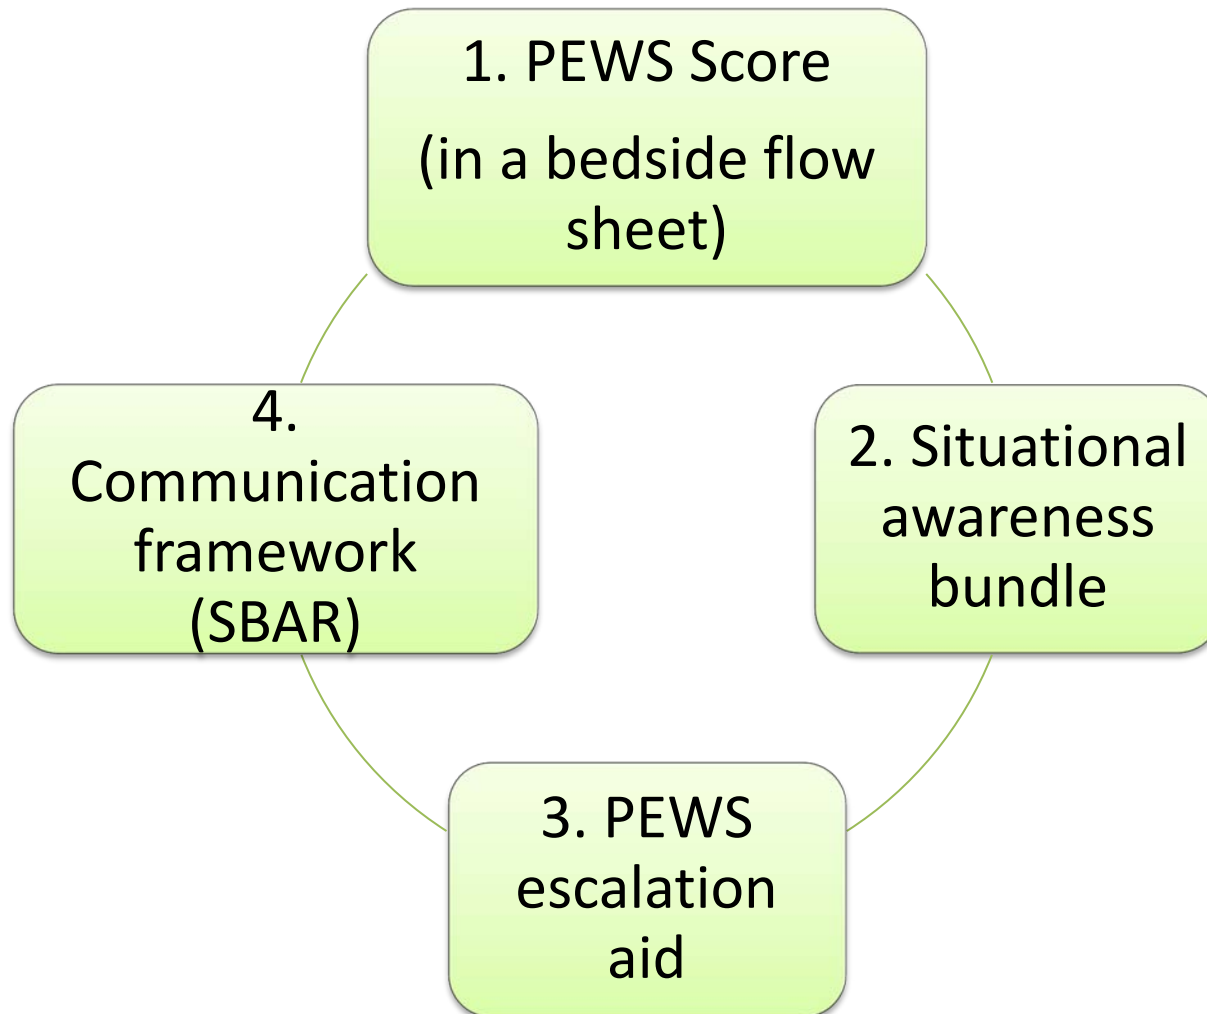 1. PEWS Score
(in a bedside flow
sheet)
2. Situational
awareness
bundle
3. PEWS
escalation
aid
4.
Communication
framework
(SBAR)